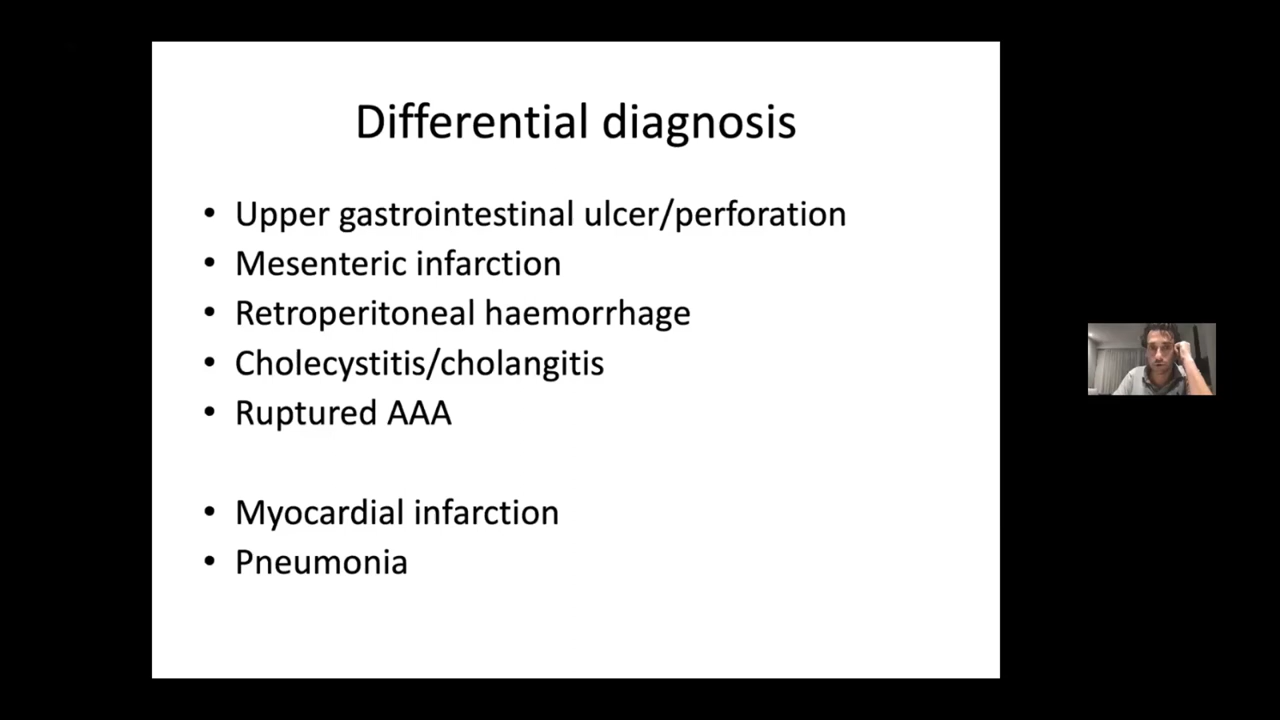 Differential diagnosis
• Upper gastrointestinal ulcer/perforation
• Mesenteric infarction
• Retroperitoneal haemorrhage
• Cholecystitis/cholangitis
• Ruptured AAA
• Myocardial infarction
• Pneumonia